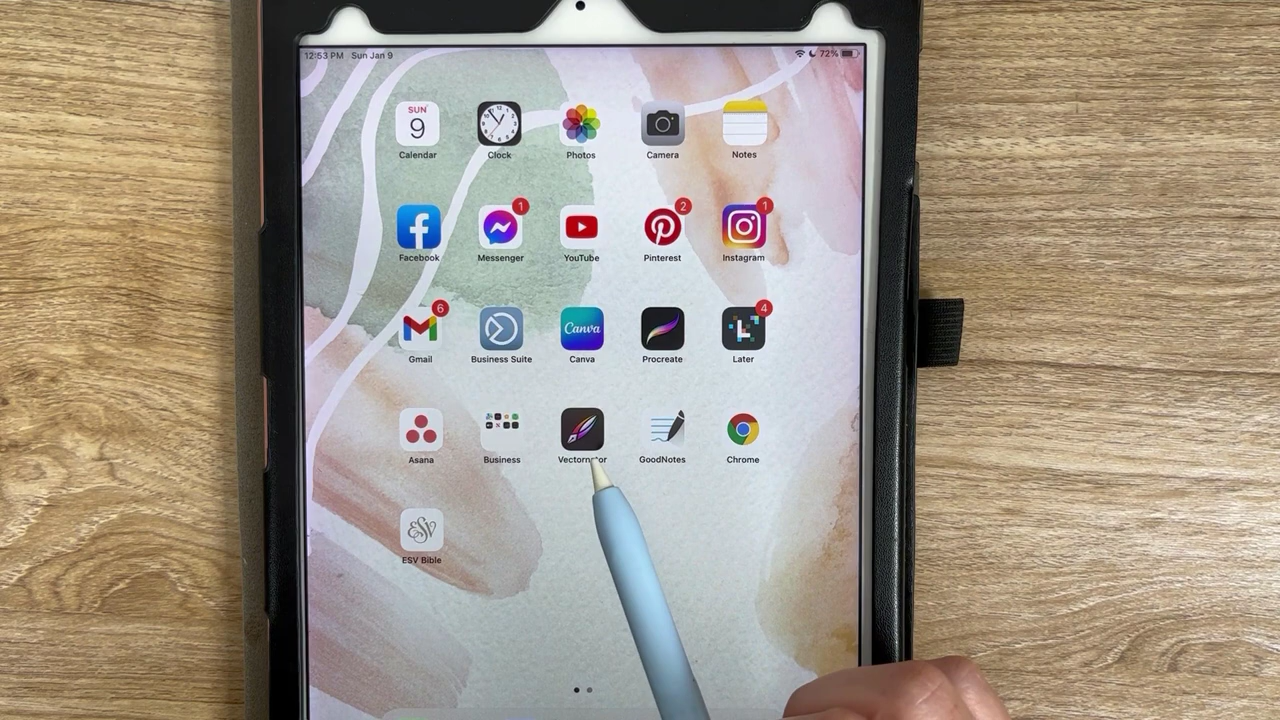 12:53 PM Sun Jan 9
72%
SUN
9
Calendar
Clock
Photos
Camera
Notes
1
2
1
Facebook
Messenger
YouTube
Pinterest
Instagram
6
4
Canva
L
Gmail
Business Suite
Canva
Procreate
Later
Asana
Business
GoodNotes
Chrome
ESV
ESV Bible